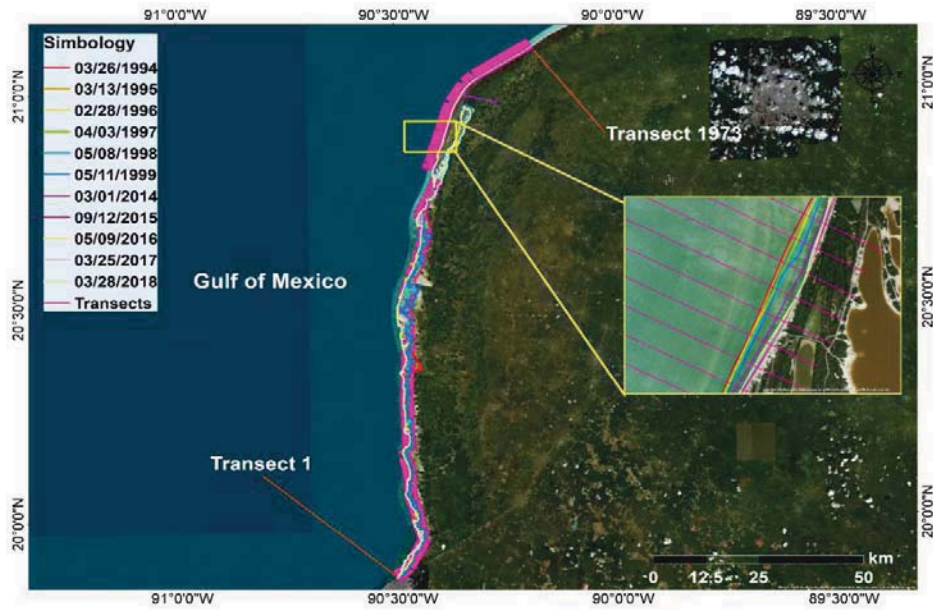 91°0'0"W 90°30'0"W 90°0'0"W 89°30'0"W
Simbology
03/26/1994
03/13/1995
02/28/1996
04/03/1997
05/08/1998
05/11/1999
03/01/2014
09/12/2015
05/09/2016
03/25/2017
03/28/2018
Transects
21°0'0"N
21°0'0"N
Transect 1973
Gulf of Mexico
20°30'0"N
20°30'0"N
Transect 1
20°0'0"N
20°0'0"N
km
0 12.5 25 50
91°0'0"W 90°30'0"W 90°0'0"W 89°30'0"W